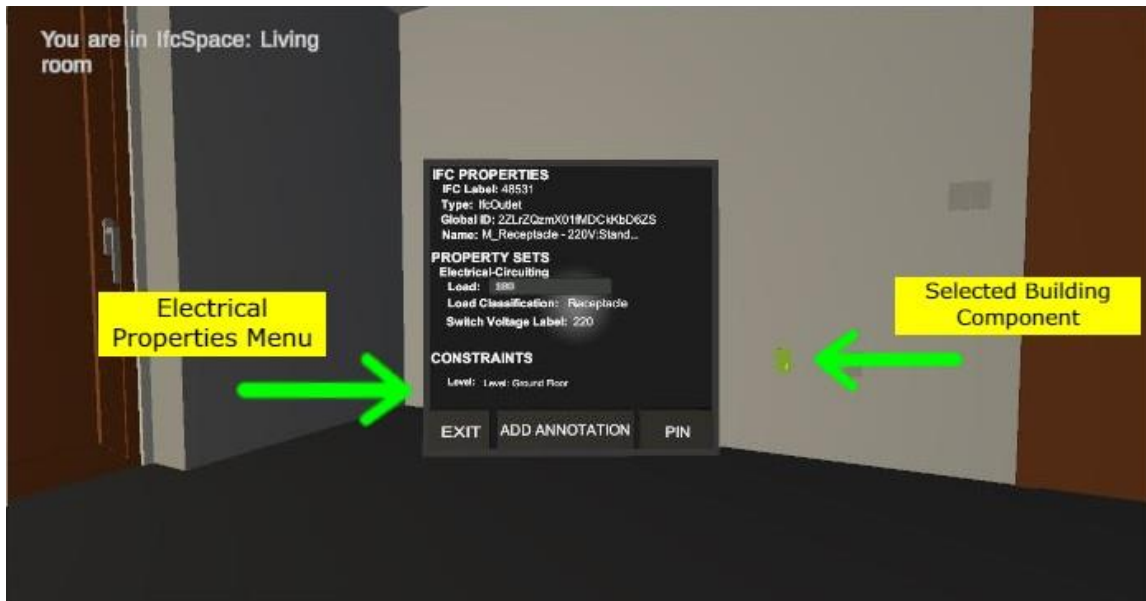 You are in IfcSpace: Living
room
IFC PROPERTIES
IFC Label: 48531
Type: IfcOutlet
Global ID:
Name: M_Receptacle - 220V:Stand...
PROPERTY SETS
Electrical-Circuiting
Load:
Load Classification: Receptacle
Switch Voltage Label: 220
CONSTRAINTS
Level: Level: Ground Floor
EXIT ADD ANNOTATION PIN
Electrical
Properties Menu
Selected Building
Component